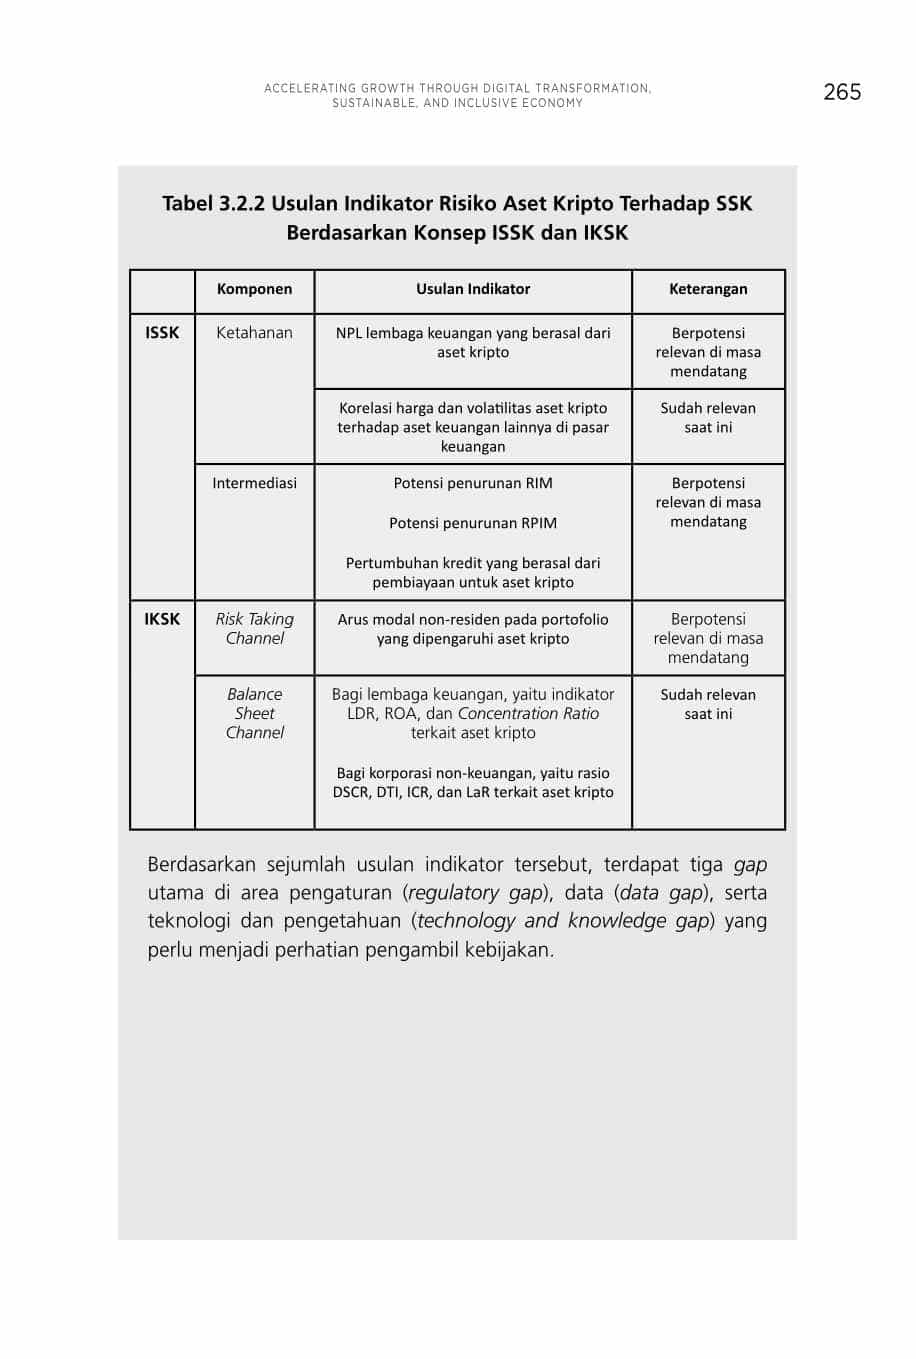 ACCELERATING GROWTH THROUGH DIGITAL TRANSFORMATION,
SUSTAINABLE, AND INCLUSIVE ECONOMY
265
Tabel 3.2.2 Usulan Indikator Risiko Aset Kripto Terhadap SSK
Berdasarkan Konsep ISSK dan IKSK
Komponen
Usulan Indikator
Keterangan
ISSK
Ketahanan
NPL lembaga keuangan yang berasal dari
aset kripto
Berpotensi
relevan di masa
mendatang
Korelasi harga dan volatilitas aset kripto
terhadap aset keuangan lainnya di pasar
keuangan
Sudah relevan
saat ini
Intermediasi
Potensi penurunan RIM
Potensi penurunan RPIM
Pertumbuhan kredit yang berasal dari
pembiayaan untuk aset kripto
Berpotensi
relevan di masa
mendatang
IKSK
Risk Taking
Channel
Arus modal non-residen pada portofolio
yang dipengaruhi aset kripto
Berpotensi
relevan di masa
mendatang
Balance
Sheet
Channel
Bagi lembaga keuangan, yaitu indikator
LDR, ROA, dan Concentration Ratio
terkait aset kripto
Bagi korporasi non-keuangan, yaitu rasio
DSCR, DTI, ICR, dan LaR terkait aset kripto
Sudah relevan
saat ini
Berdasarkan sejumlah usulan indikator tersebut, terdapat tiga gap
utama di area pengaturan (regulatory gap), data (data gap), serta
teknologi dan pengetahuan (technology and knowledge gap) yang
perlu menjadi perhatian pengambil kebijakan.